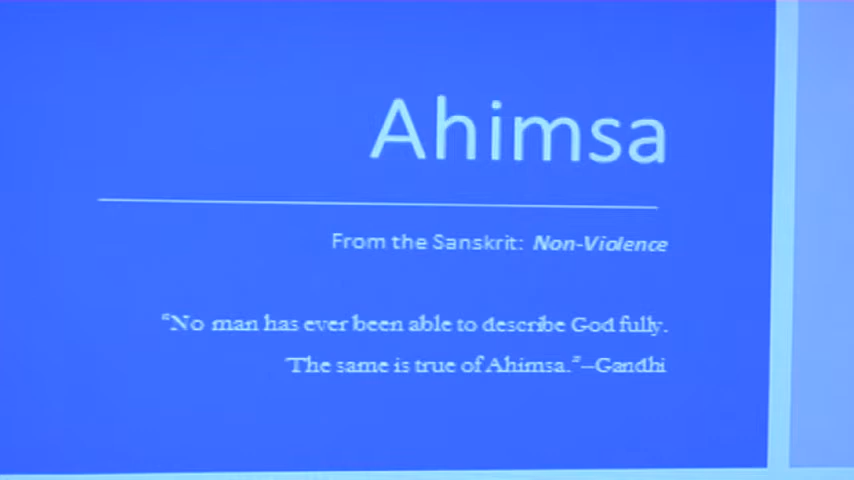 Ahimsa
From the Sanskrit: Non-Violence
"No man has ever been able to describe God fully.
The same is true of Ahimsa."–Gandhi